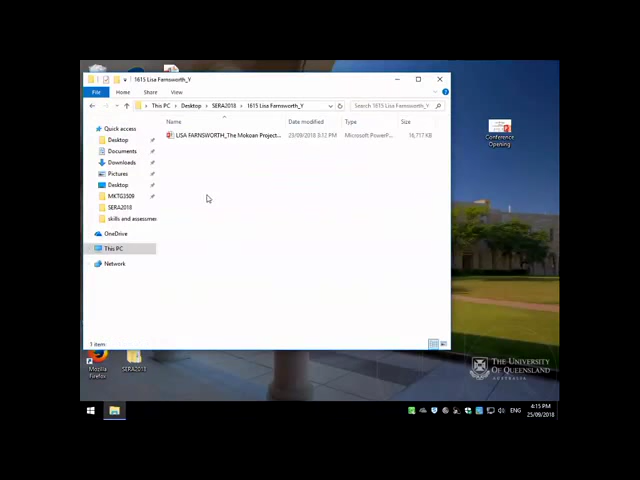 1615 Lisa Farnsworth_Y
File Home Share View
This PC Desktop SERA2018 1615 Lisa Farnsworth_Y Search 1615 Lisa Farnsworth_Y
Name Date modified Type Size
LISA FARNSWORTH_The Mokoan Project... 23/09/2018 3:12 PM Microsoft PowerP... 16,717 KB
Quick access
Desktop
Documents
Downloads
Pictures
Desktop
MKTG3509
SERA2018
skills and assessmen
OneDrive
This PC
Network
1 item
Conference
Opening
Mozilla
Firefox
SERA2018
THE UNIVERSITY
OF QUEENSLAND
AUSTRALIA
ENG
4:15 PM
25/09/2018